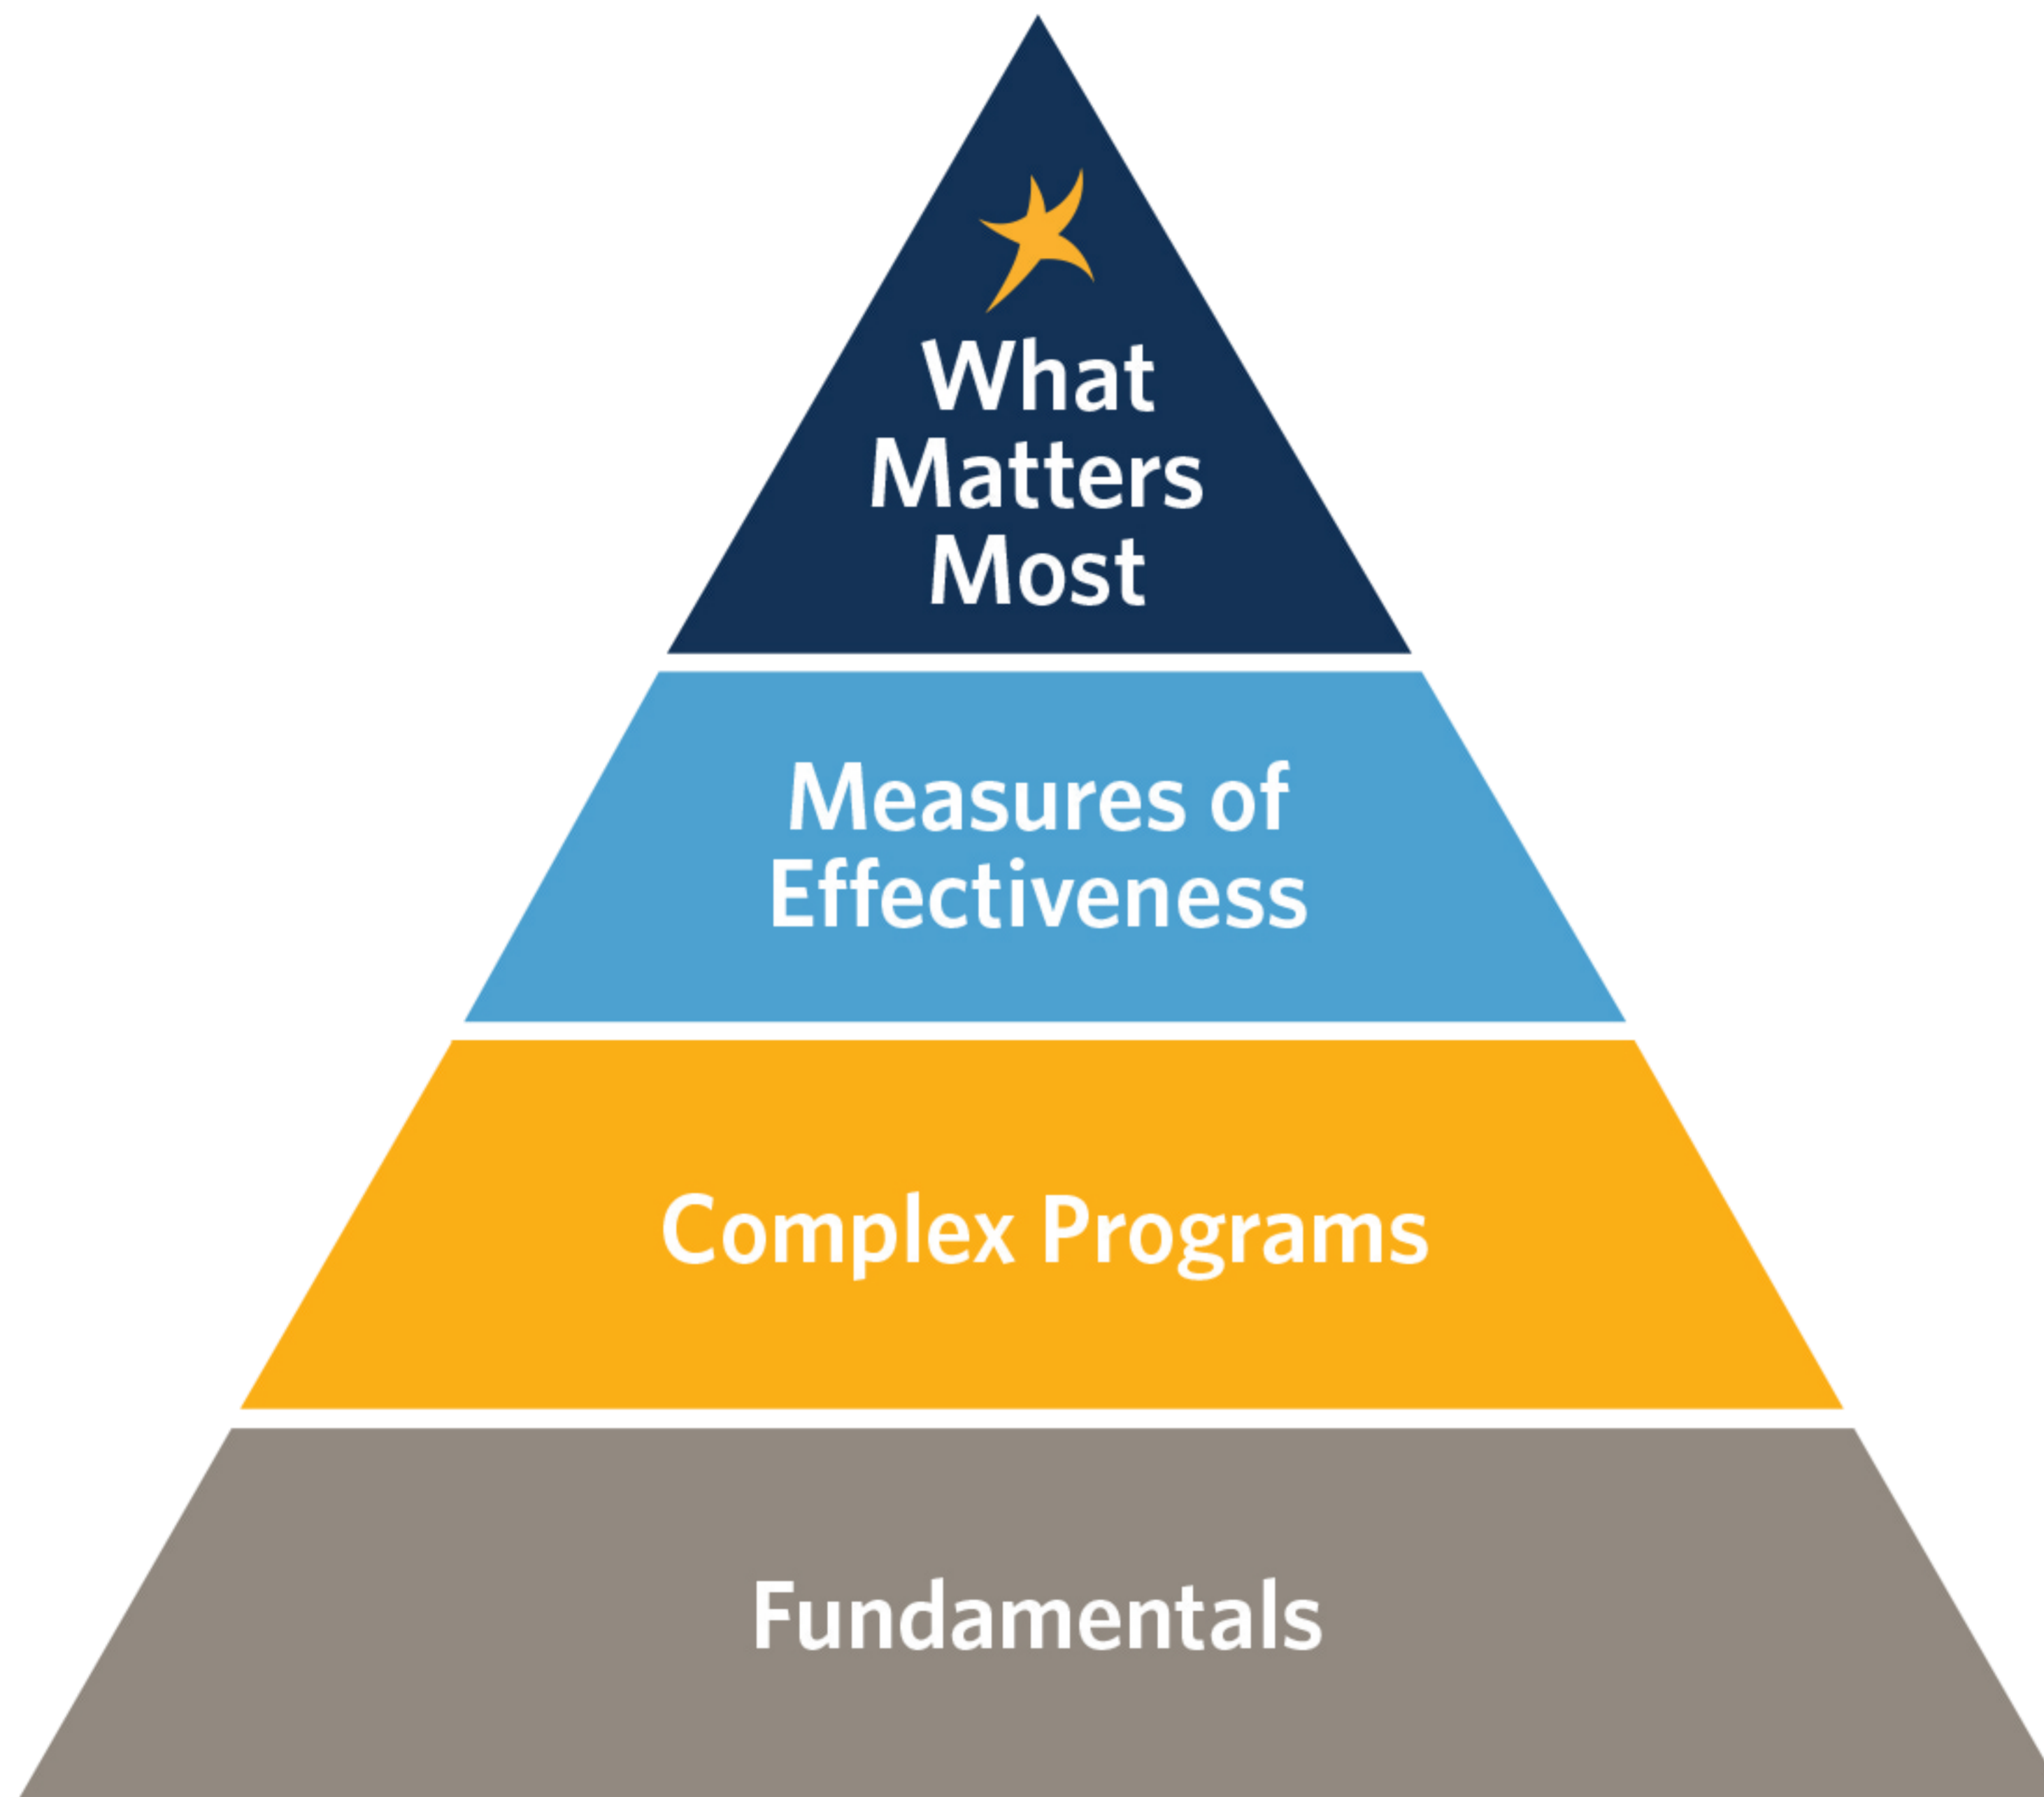 What
Matters
Most
Measures of
Effectiveness
Complex Programs
Fundamentals